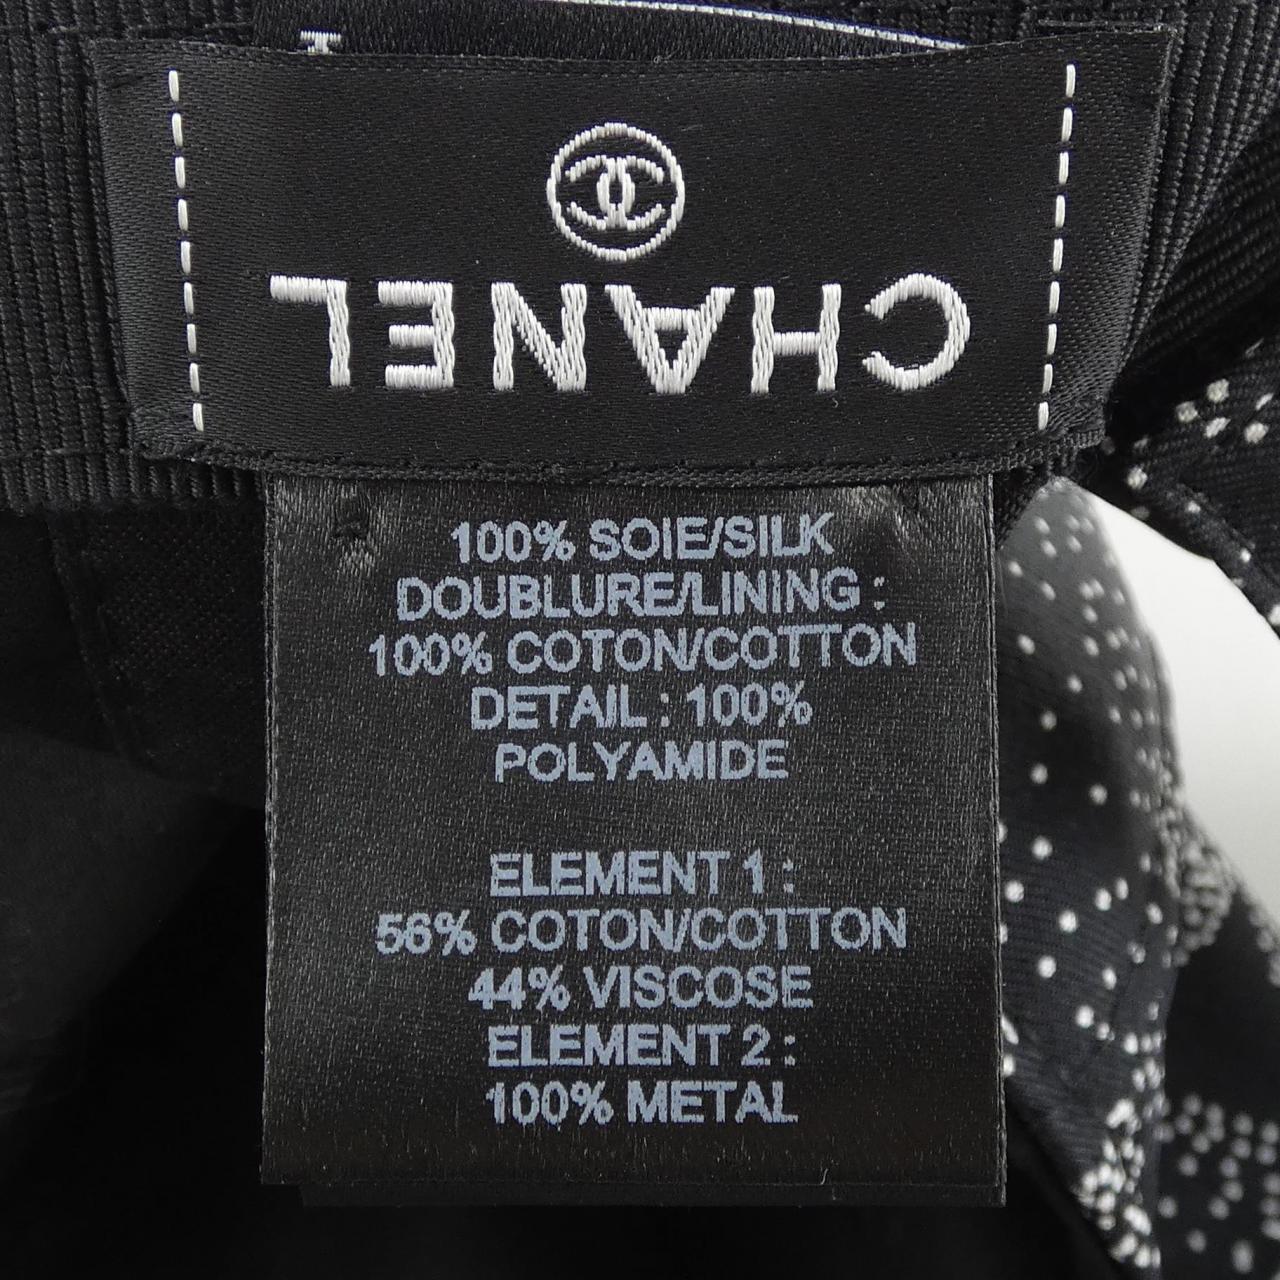 CHANEL
100% SOIE/SILK
DOUBLURE/LINING :
100% COTON/COTTON
DETAIL : 100%
POLYAMIDE
ELEMENT 1 :
56% COTON/COTTON
44% VISCOSE
ELEMENT 2 :
100% METAL